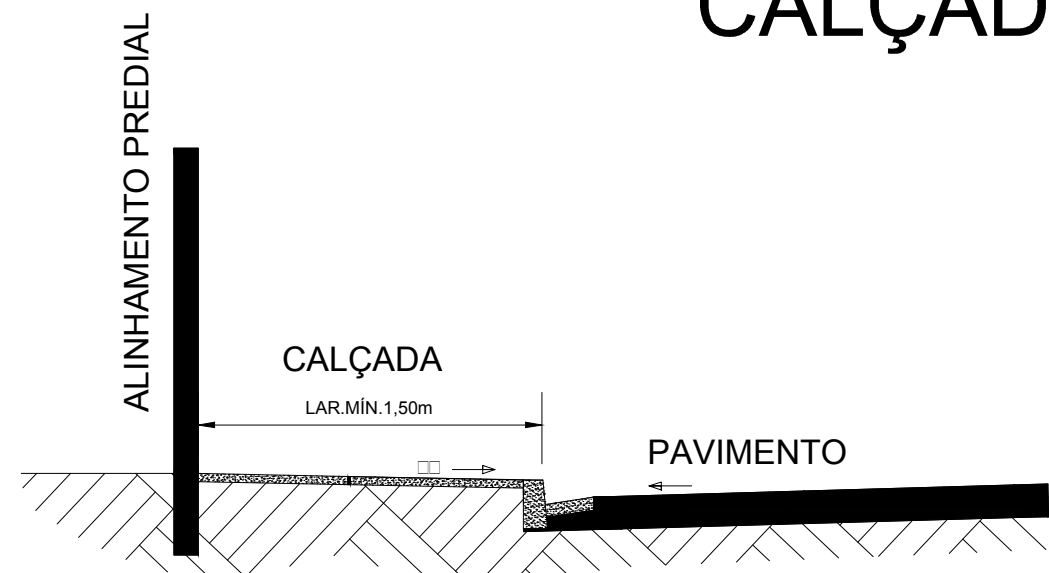 CALÇAD
ALINHAMENTO PREDIAL
CALÇADA
LAR.MÍN.1,50m
PAVIMENTO